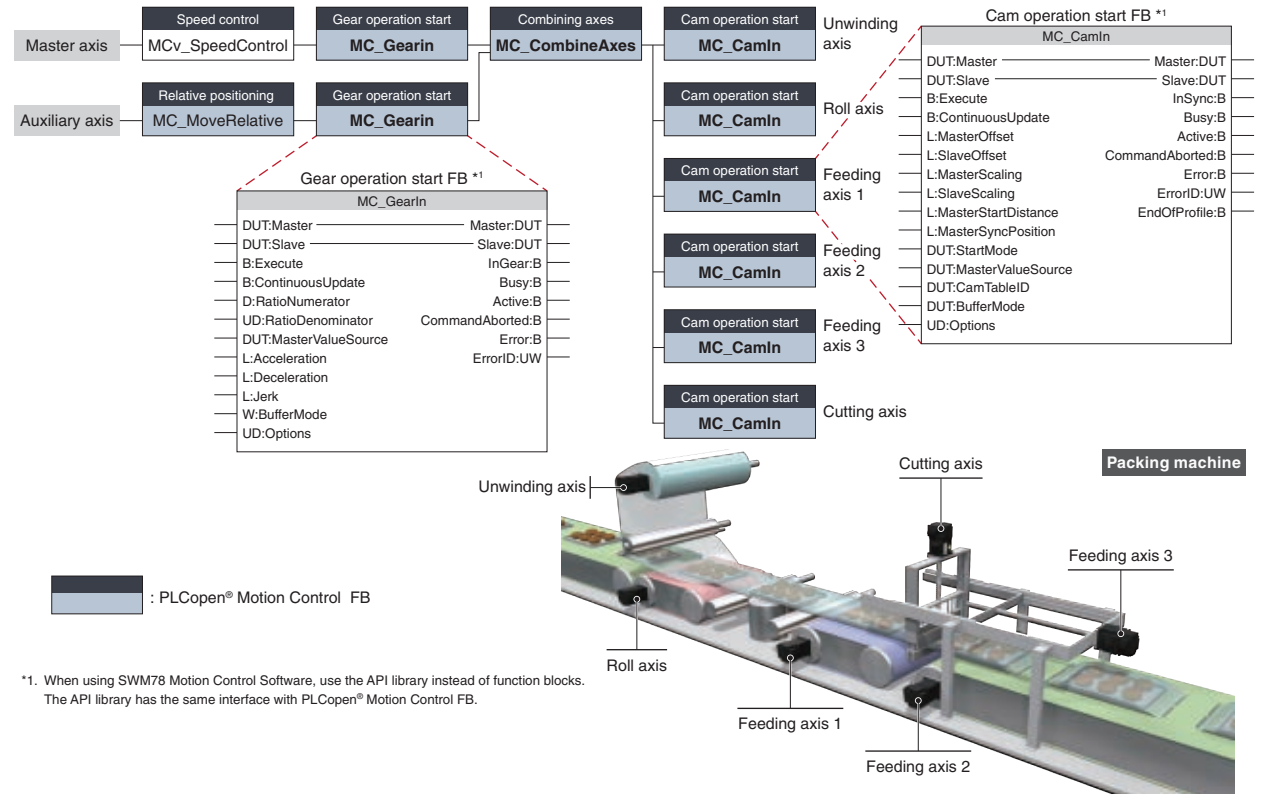 Speed control
Gear operation start
Combining axes
Cam operation start
Unwinding
axis
Master axis
MCv_SpeedControl
MC_Gearin
MC_CombineAxes
MC_CamIn
Relative positioning
Gear operation start
Cam operation start
Roll axis
Auxiliary axis
MC_MoveRelative
MC_Gearin
MC_CamIn
Cam operation start
MC_CamIn
Feeding
axis 1
Cam operation start
MC_CamIn
Feeding
axis 2
Cam operation start
MC_CamIn
Feeding
axis 3
Cam operation start
MC_CamIn
Cutting axis
Gear operation start FB *1
MC_GearIn
DUT:Master Master:DUT
DUT:Slave Slave:DUT
B:Execute InGear:B
B:ContinuousUpdate Busy:B
D:RatioNumerator Active:B
UD:RatioDenominator CommandAborted:B
DUT:MasterValueSource Error:B
L:Acceleration ErrorID:UW
L:Deceleration
L:Jerk
W:BufferMode
UD:Options
Cam operation start FB *1
MC_CamIn
DUT:Master Master:DUT
DUT:Slave Slave:DUT
B:Execute InSync:B
B:ContinuousUpdate Busy:B
L:MasterOffset Active:B
L:SlaveOffset CommandAborted:B
L:MasterScaling Error:B
L:SlaveScaling ErrorID:UW
L:MasterStartDistance EndOfProfile:B
L:MasterSyncPosition
DUT:StartMode
DUT:MasterValueSource
DUT:CamTableID
DUT:BufferMode
UD:Options
Packing machine
Unwinding axis
Cutting axis
Feeding axis 3
Roll axis
Feeding axis 1
Feeding axis 2
: PLCopen® Motion Control FB
*1. When using SWM78 Motion Control Software, use the API library instead of function blocks.
The API library has the same interface with PLCopen® Motion Control FB.